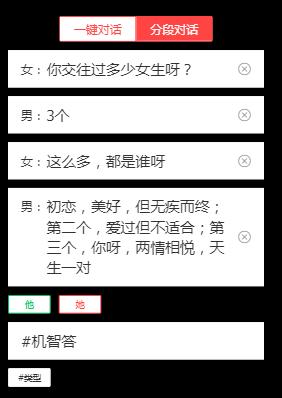 一键对话 分段对话
女：你交往过多少女生呀？
男：3个
女：这么多，都是谁呀
男：初恋，美好，但无疾而终；
第二个，爱过但不适合；第
三个，你呀，两情相悦，天
生一对
他 她
#机智答
#类型